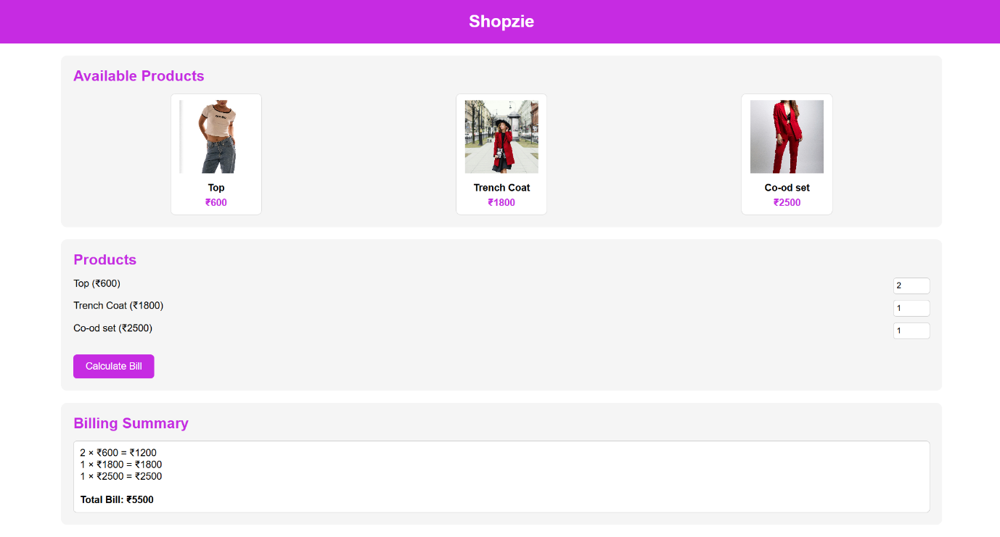 Shopzie
Available Products
Top
₹600
Trench Coat
₹1800
Co-od set
₹2500
Products
Top (₹600)
2
Trench Coat (₹1800)
1
Co-od set (₹2500)
1
Calculate Bill
Billing Summary
2 × ₹600 = ₹1200
1 × ₹1800 = ₹1800
1 × ₹2500 = ₹2500
Total Bill: ₹5500